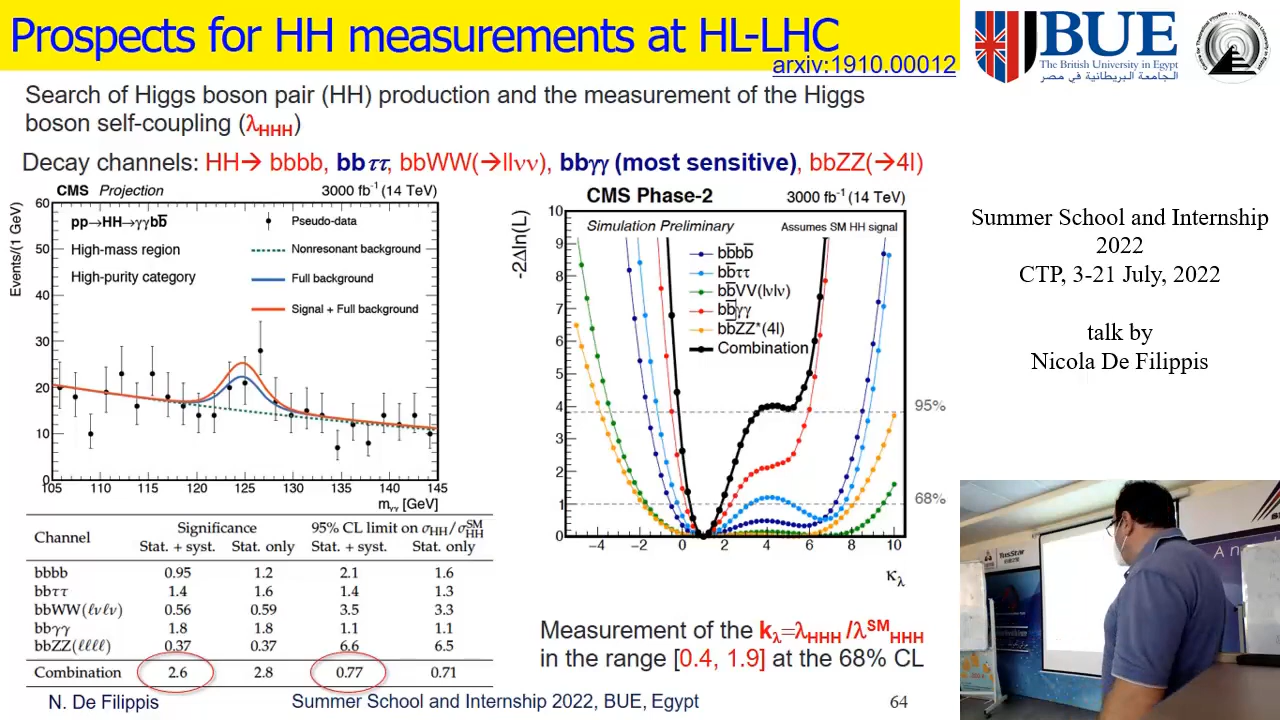 Prospects for HH measurements at HL-LHC
arxiv:1910.00012
Search of Higgs boson pair (HH) production and the measurement of the Higgs
boson self-coupling (λHHH)
Decay channels: HH→ bbbb, bbττ, bbWW(→llνν), bbγγ (most sensitive), bbZZ(→4l)
CMS Projection
3000 fb⁻¹ (14 TeV)
Events/(1 GeV)
60
50
40
30
20
10
0
pp→HH→γγbb̅
High-mass region
High-purity category
Pseudo-data
Nonresonant background
Full background
Signal + Full background
105 110 115 120 125 130 135 140 145
mγγ [GeV]
CMS Phase-2
3000 fb⁻¹ (14 TeV)
-2Δln(L)
Simulation Preliminary
Assumes SM HH signal
10
9
8
7
6
5
4
3
2
1
0
bb̅bb̅
bb̅ττ
bb̅VV(lνlν)
bb̅γγ
bb̅ZZ*(4l)
Combination
95%
68%
−4 −2 0 2 4 6 8 10
κλ
Channel Significance 95% CL limit on σHH/σSM HH
Stat. + syst. Stat. only Stat. + syst. Stat. only
bbbb 0.95 1.2 2.1 1.6
bbττ 1.4 1.6 1.4 1.3
bbWW(ℓνℓν) 0.56 0.59 3.5 3.3
bbγγ 1.8 1.8 1.1 1.1
bbZZ(ℓℓℓℓ) 0.37 0.37 6.6 6.5
Combination 2.6 2.8 0.77 0.71
Measurement of the kλ=λHHH /λSM HHH
in the range [0.4, 1.9] at the 68% CL
N. De Filippis
Summer School and Internship 2022, BUE, Egypt
64
BUE
The British University in Egypt
الجامعة البريطانية في مصر
Summer School and Internship
2022
CTP, 3-21 July, 2022
talk by
Nicola De Filippis